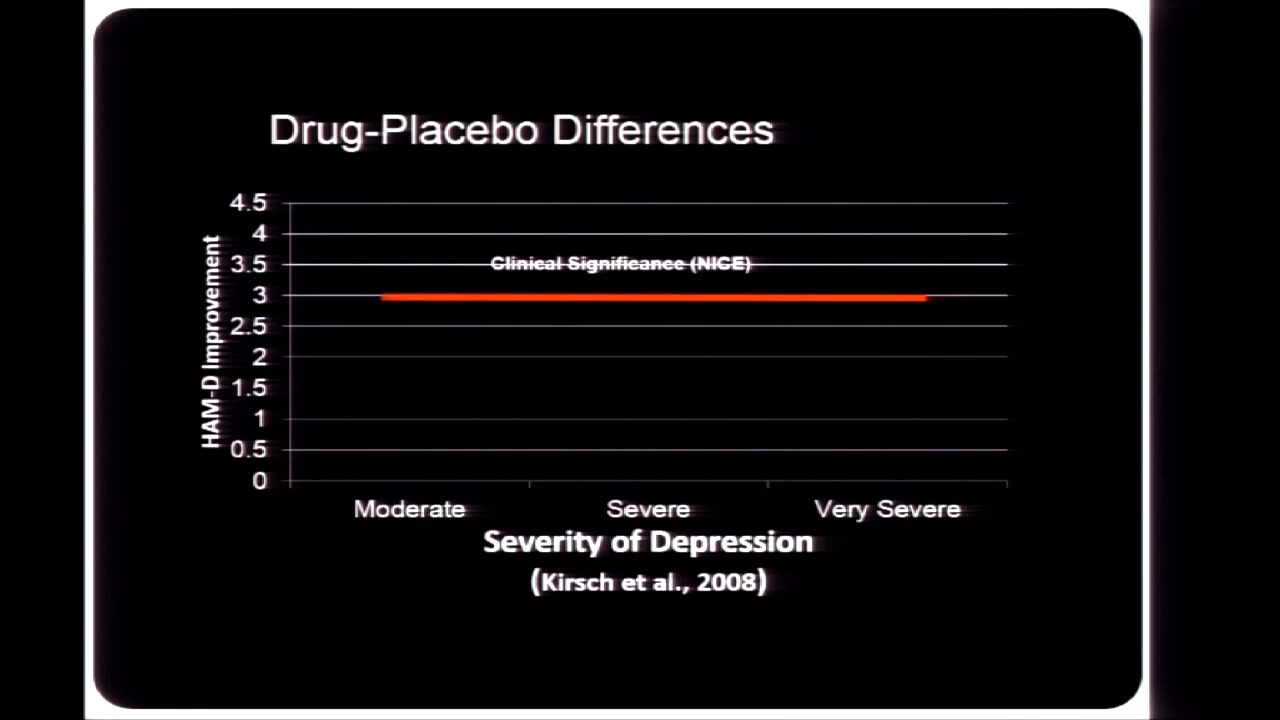 Drug-Placebo Differences
4.5
4
Clinical Significance (NICE)
3.5
3
2.5
2
1.5
1
0.5
0
HAM-D Improvement
Moderate Severe Very Severe
Severity of Depression
(Kirsch et al., 2008)